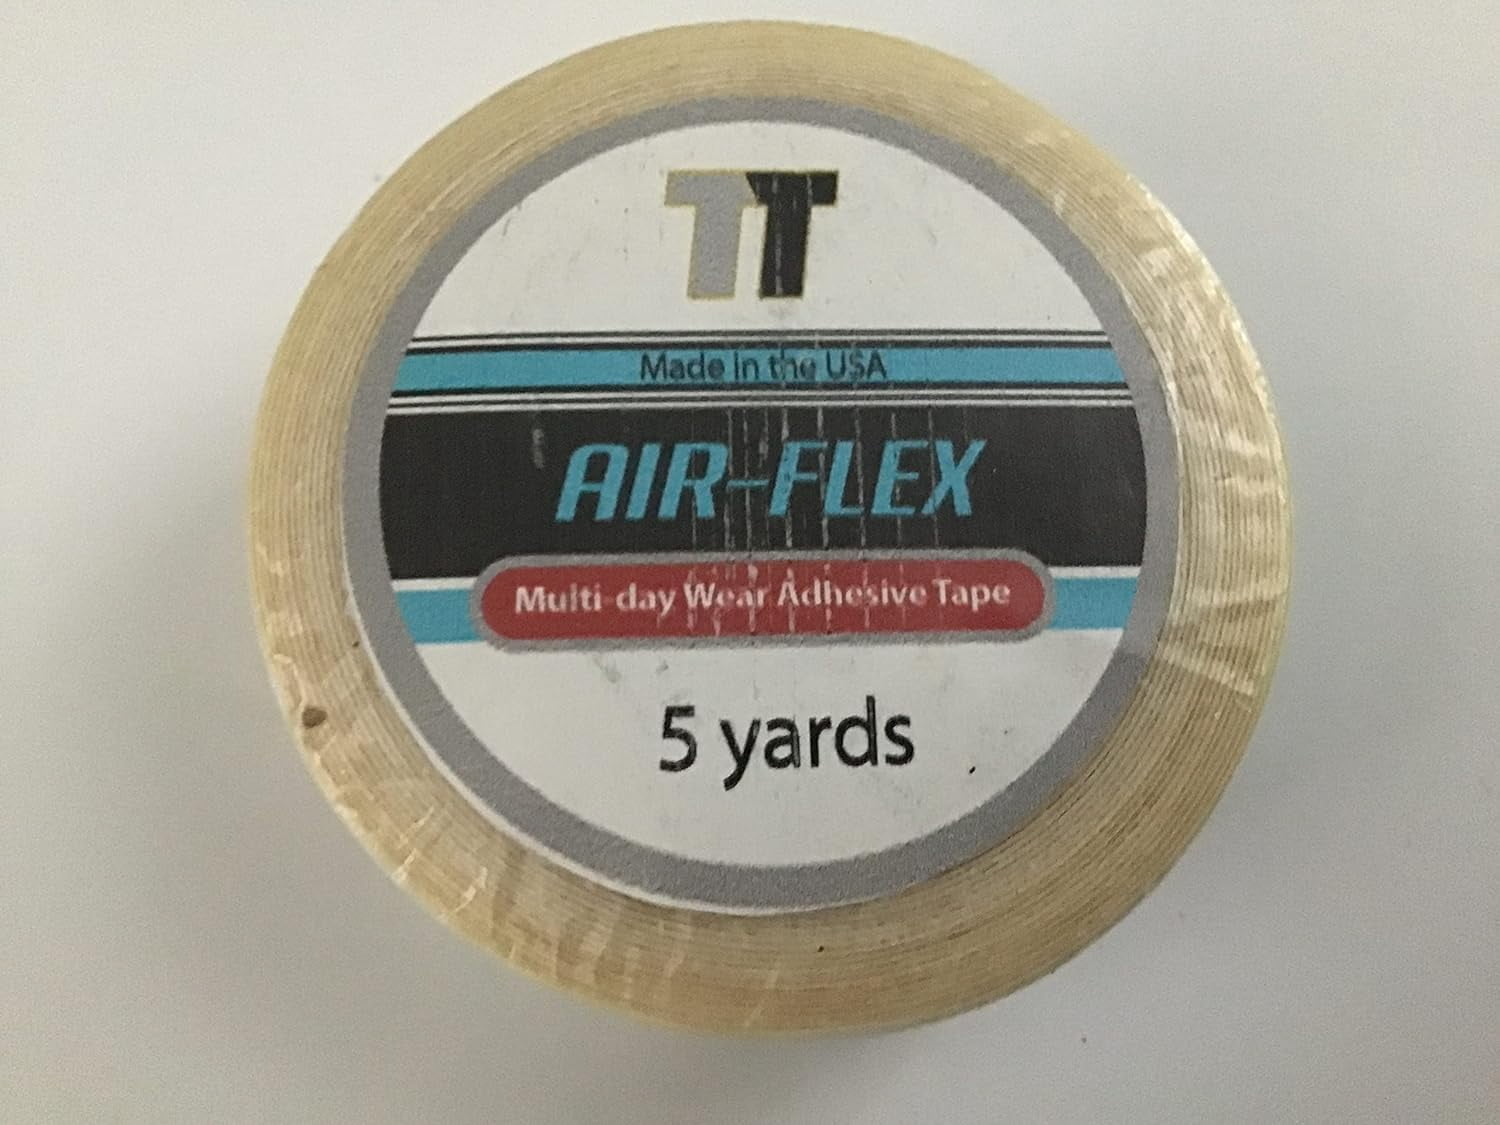 TT
Made in the USA
AIR-FLEX
Multi-day Wear Adhesive Tape
5 yards